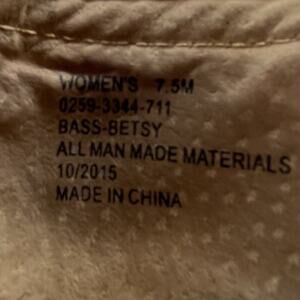 WOMEN'S 7.5M
0259-3344-711
BASS-BETSY
ALL MAN MADE MATERIALS
10/2015
MADE IN CHINA